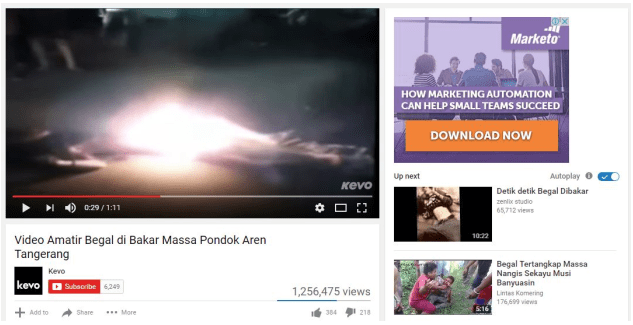 KEVO
0:29 / 1:11
Video Amatir Begal di Bakar Massa Pondok Aren
Tangerang
kevo
Kevo
Subscribe 6,249
1,256,475 views
Add to Share More
384 218
Marketo
HOW MARKETING AUTOMATION
CAN HELP SMALL TEAMS SUCCEED
DOWNLOAD NOW
Up next Autoplay
10:22
Detik detik Begal Dibakar
zenlix studio
65,712 views
5:16
Begal Tertangkap Massa
Nangis Sekayu Musi
Banyuasin
Lintas Komering
176,699 views